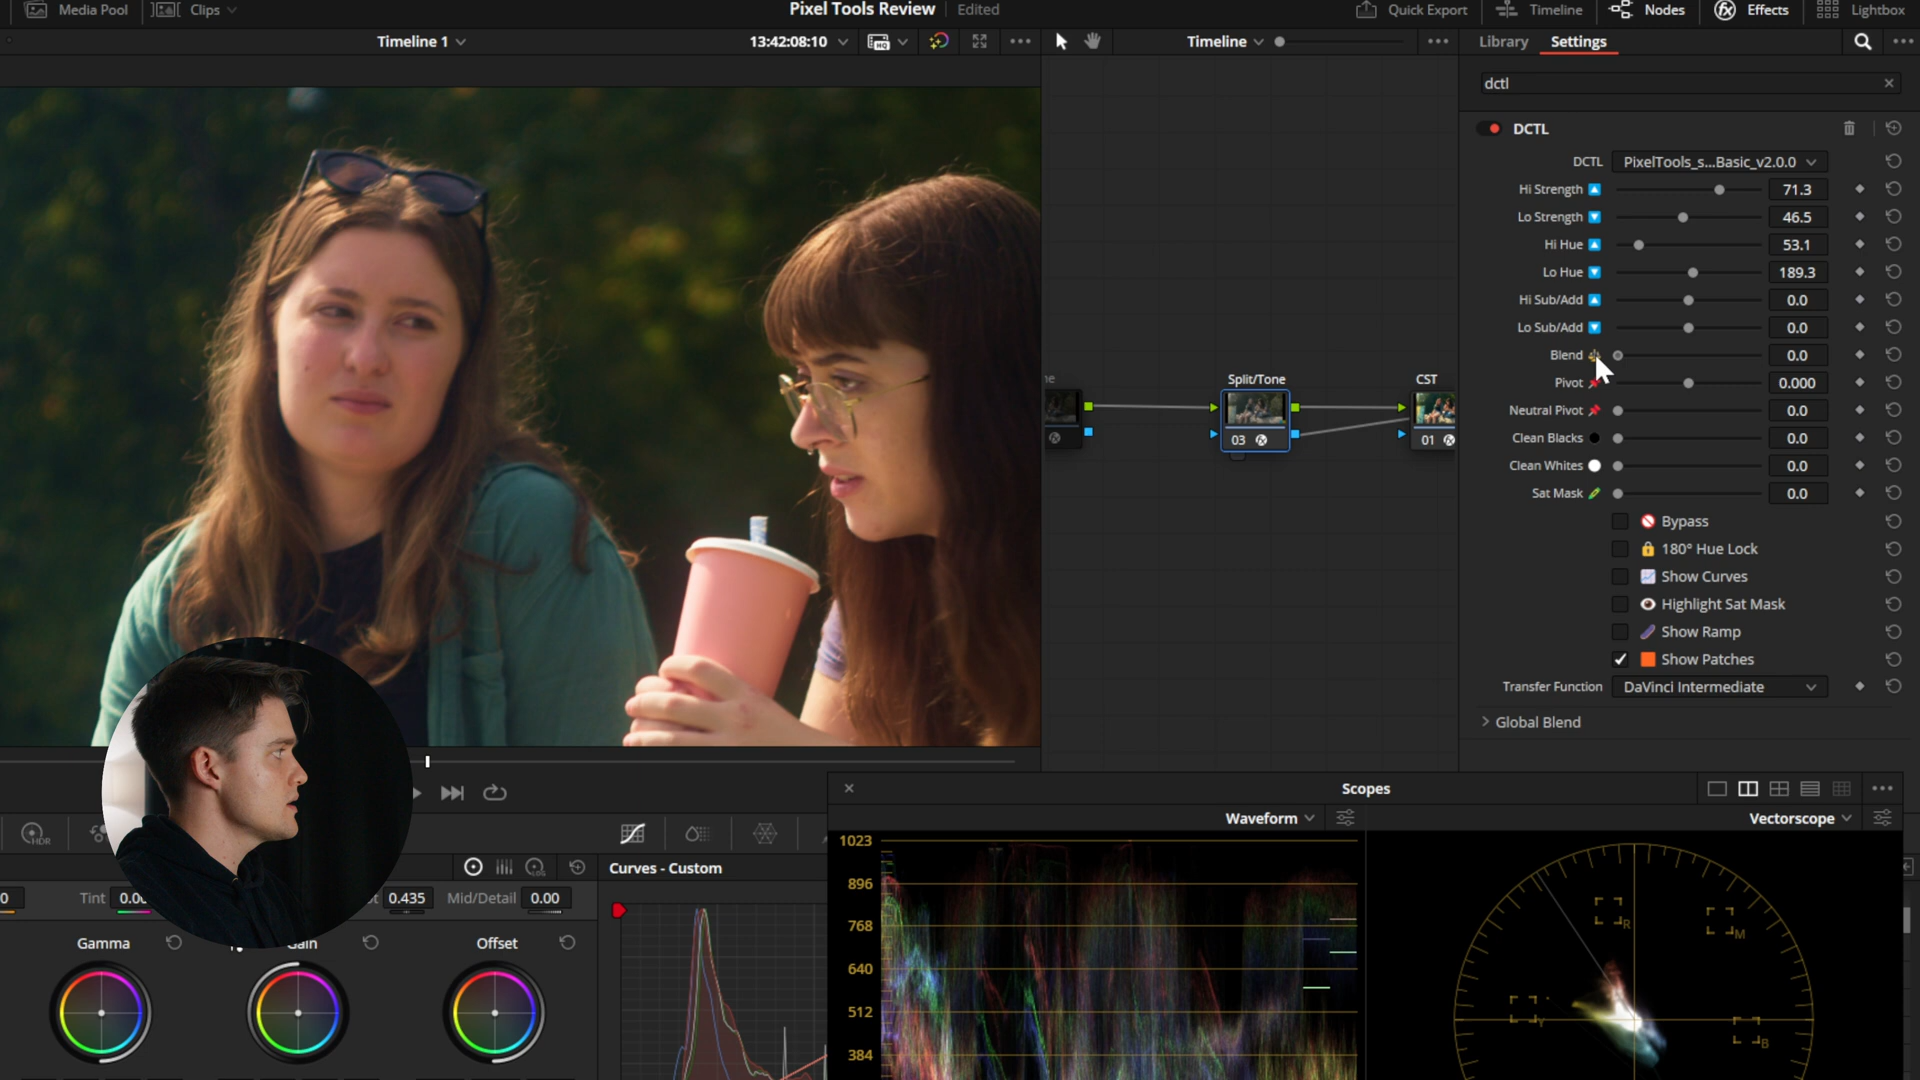 Media Pool
Clips
Pixel Tools Review Edited
Quick Export
Timeline
Nodes
Effects
Lightbox
Timeline 1
13:42:08:10
HQ
Timeline
Library
Settings
dctl
DCTL
DCTL PixelTools_s...Basic_v2.0.0
Hi Strength 71.3
Lo Strength 46.5
Hi Hue 53.1
Lo Hue 189.3
Hi Sub/Add 0.0
Lo Sub/Add 0.0
Blend 0.0
Pivot 0.000
Neutral Pivot 0.0
Clean Blacks 0.0
Clean Whites 0.0
Sat Mask 0.0
Bypass
180° Hue Lock
Show Curves
Highlight Sat Mask
Show Ramp
Show Patches
Transfer Function DaVinci Intermediate
Global Blend
Split/Tone
03
CST
01
Scopes
Waveform
Vectorscope
1023
896
768
640
512
384
R
M
Y
B
HDR
LOG
Curves - Custom
Tint
0.435
Mid/Detail 0.00
Gamma
Gain
Offset